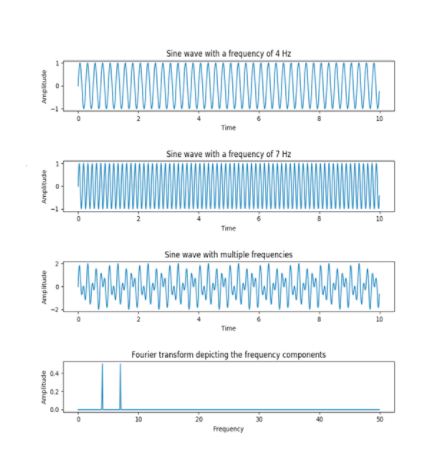 Sine wave with a frequency of 4 Hz
1
0
−1
Amplitude
0 2 4 6 8 10
Time
Sine wave with a frequency of 7 Hz
1
0
−1
Amplitude
0 2 4 6 8 10
Time
Sine wave with multiple frequencies
2
0
−2
Amplitude
0 2 4 6 8 10
Time
Fourier transform depicting the frequency components
0.4
0.2
0.0
Amplitude
0 10 20 30 40 50
Frequency